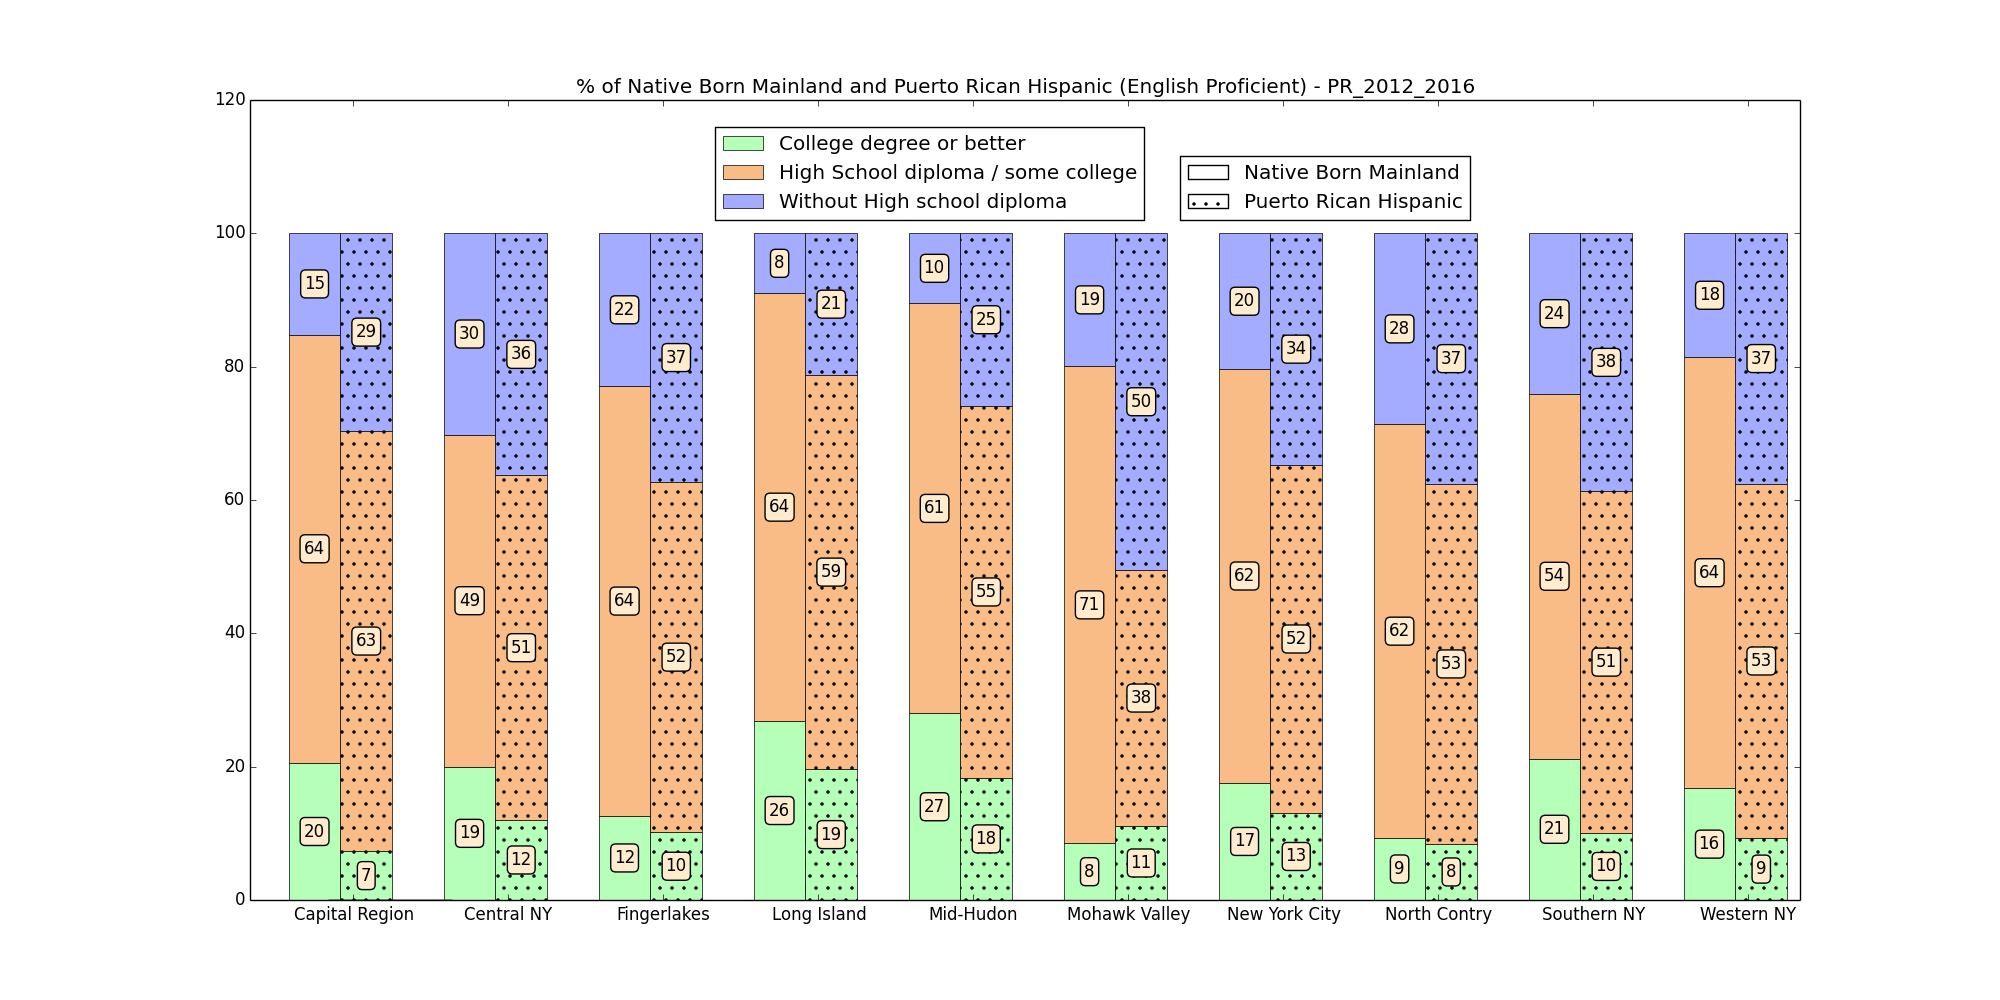 % of Native Born Mainland and Puerto Rican Hispanic (English Proficient) - PR_2012_2016
120
College degree or better
High School diploma / some college
Without High school diploma
Native Born Mainland
Puerto Rican Hispanic
100
80
60
40
20
0
15 29 30 36 22 37 8 21 10 25 19 50 20 34 28 37 24 38 18 37
64 63 49 51 64 52 64 59 61 55 71 38 62 52 62 53 54 51 64 53
20 7 19 12 12 10 26 19 27 18 8 11 17 13 9 8 21 10 16 9
Capital Region Central NY Fingerlakes Long Island Mid-Hudon Mohawk Valley New York City North Contry Southern NY Western NY